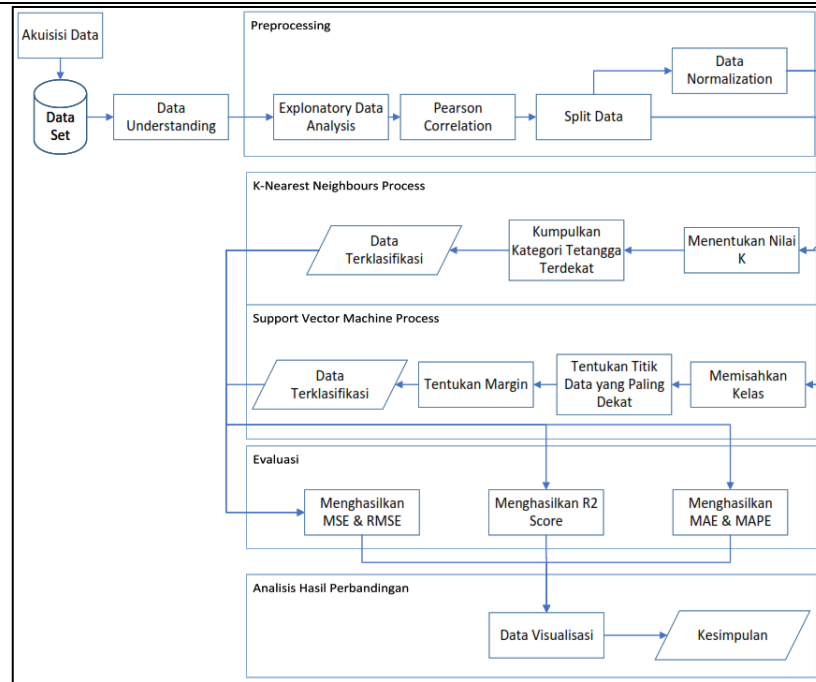 Akuisisi Data
Data
Set
Data
Understanding
Preprocessing
Explonatory Data
Analysis
Pearson
Correlation
Split Data
Data
Normalization
K-Nearest Neighbours Process
Data
Terklasifikasi
Kumpulkan
Kategori Tetangga
Terdekat
Menentukan Nilai
K
Support Vector Machine Process
Data
Terklasifikasi
Tentukan Margin
Tentukan Titik
Data yang Paling
Dekat
Memisahkan
Kelas
Evaluasi
Menghasilkan
MSE & RMSE
Menghasilkan R2
Score
Menghasilkan
MAE & MAPE
Analisis Hasil Perbandingan
Data Visualisasi
Kesimpulan